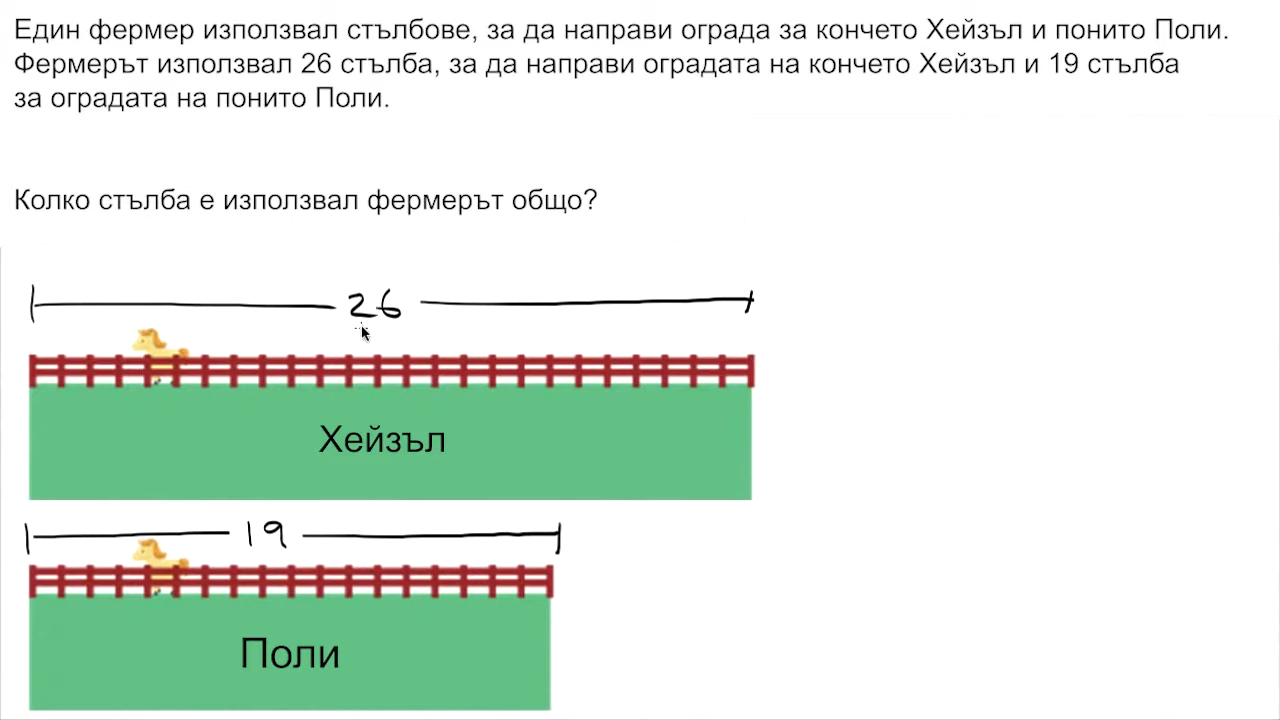 Един фермер използвал стълбове, за да направи ограда за кончето Хейзъл и понито Поли.
Фермерът използвал 26 стълба, за да направи оградата на кончето Хейзъл и 19 стълба
за оградата на понито Поли.
Колко стълба е използвал фермерът общо?
26
Хейзъл
19
Поли